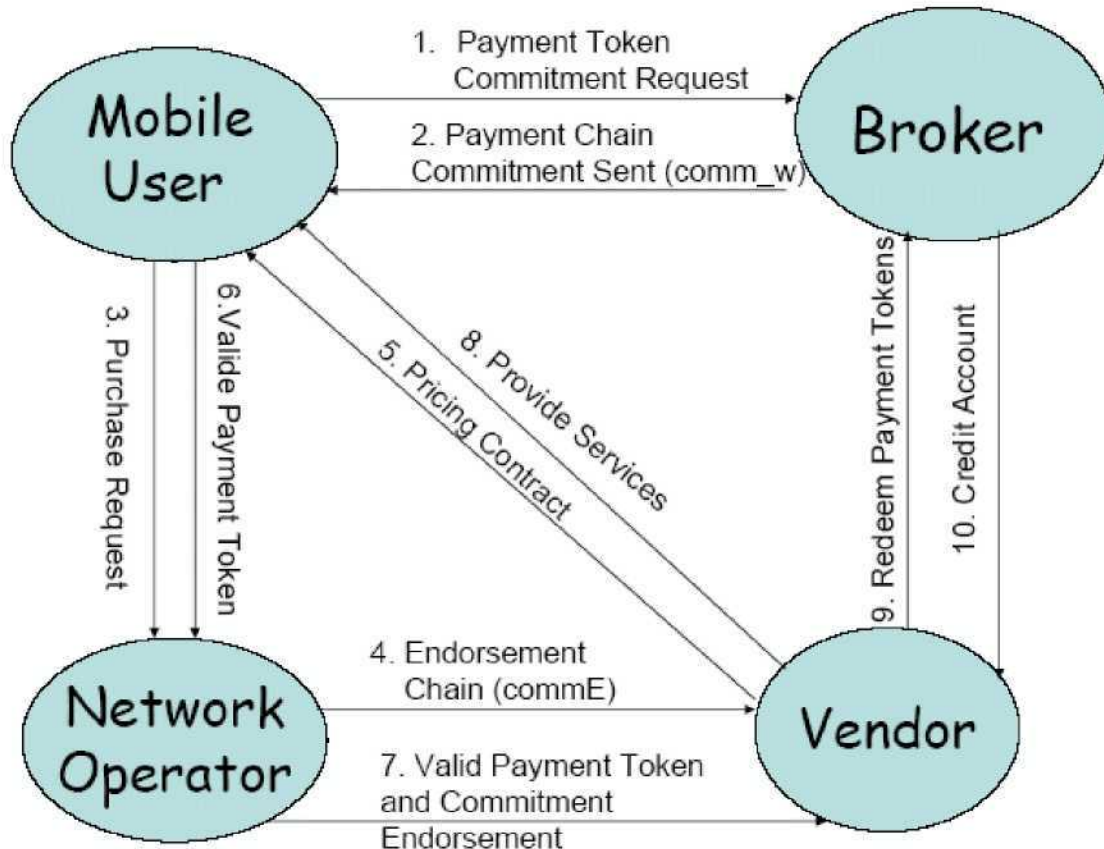 1. Payment Token
Commitment Request
Mobile
User
Broker
2. Payment Chain
Commitment Sent (comm_w)
3. Purchase Request
6.Valide Payment Token
8. Provide Services
5. Pricing Contract
9. Redeem Payment Tokens
10. Credit Account
4. Endorsement
Chain (commE)
Network
Operator
Vendor
7. Valid Payment Token
and Commitment
Endorsement